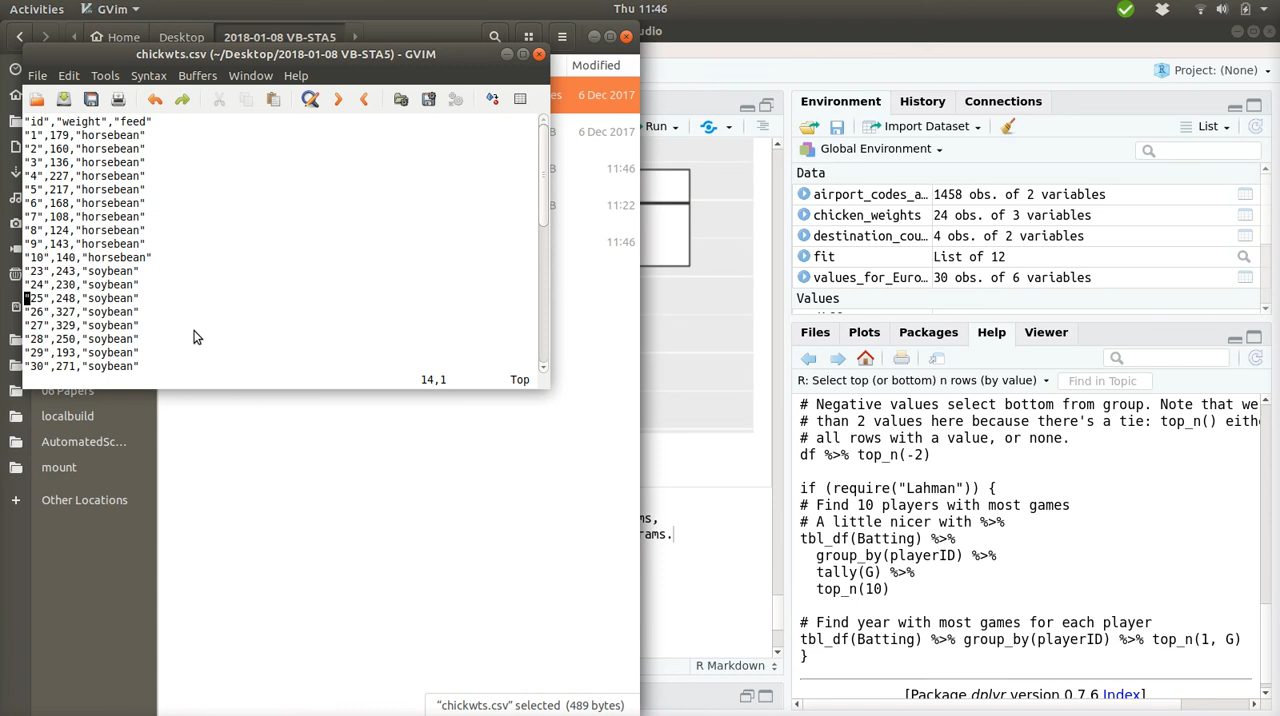 Activities GVim Thu 11:46
Home Desktop 2018-01-08 VB-STA5
chickwts.csv (~/Desktop/2018-01-08 VB-STA5) - GVIM
File Edit Tools Syntax Buffers Window Help
"id","weight","feed"
"1",179,"horsebean"
"2",160,"horsebean"
"3",136,"horsebean"
"4",227,"horsebean"
"5",217,"horsebean"
"6",168,"horsebean"
"7",108,"horsebean"
"8",124,"horsebean"
"9",143,"horsebean"
"10",140,"horsebean"
"23",243,"soybean"
"24",230,"soybean"
"25",248,"soybean"
"26",327,"soybean"
"27",329,"soybean"
"28",250,"soybean"
"29",193,"soybean"
"30",271,"soybean"
14,1 Top
Modified
es 6 Dec 2017
B 6 Dec 2017
11:46
B 11:22
11:46
06 Papers
localbuild
AutomatedSc...
mount
Other Locations
"chickwts.csv" selected (489 bytes)
udio
Project: (None)
Run
ms,
rams.
R Markdown
Environment History Connections
Import Dataset List
Global Environment
Data
airport_codes_a... 1458 obs. of 2 variables
chicken_weights 24 obs. of 3 variables
destination_cou... 4 obs. of 2 variables
fit List of 12
values_for_Euro... 30 obs. of 6 variables
Values
Files Plots Packages Help Viewer
R: Select top (or bottom) n rows (by value) Find in Topic
# Negative values select bottom from group. Note that we
# than 2 values here because there's a tie: top_n() eithe
# all rows with a value, or none.
df %>% top_n(-2)
if (require("Lahman")) {
# Find 10 players with most games
# A little nicer with %>%
tbl_df(Batting) %>%
group_by(playerID) %>%
tally(G) %>%
top_n(10)
# Find year with most games for each player
tbl_df(Batting) %>% group_by(playerID) %>% top_n(1, G)
}
[Package dplyr version 0.7.6 Index]